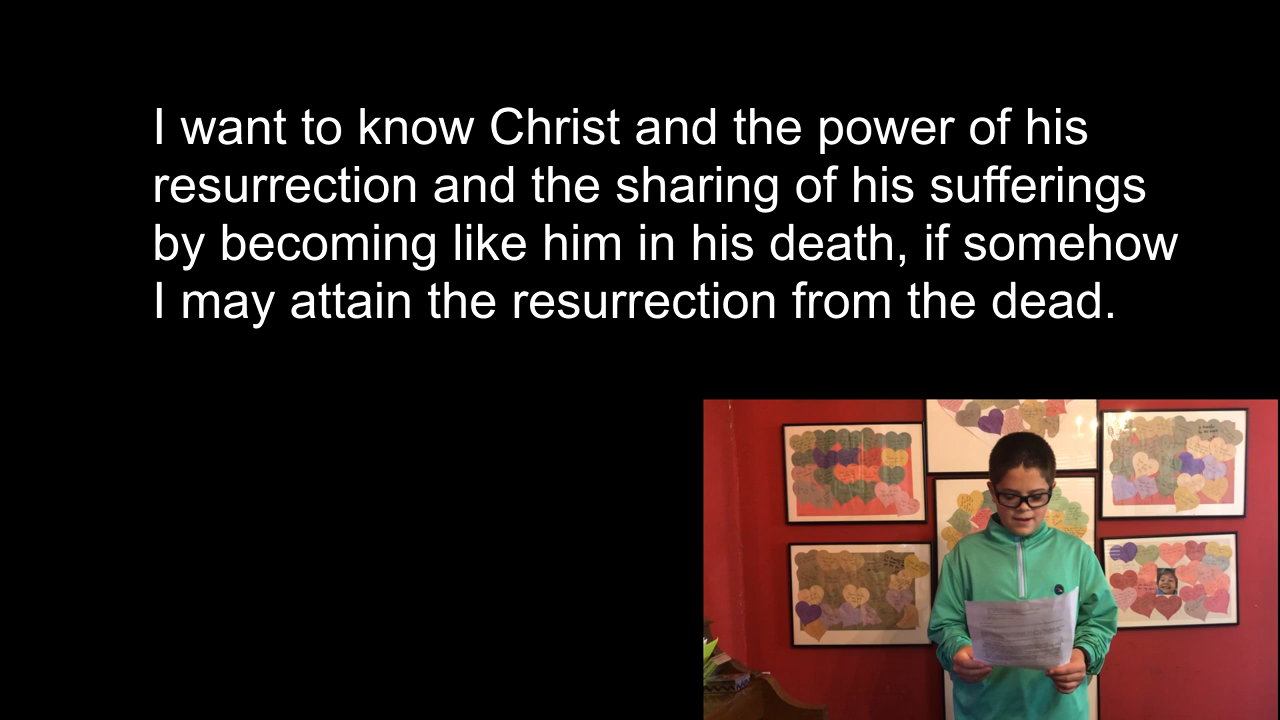 I want to know Christ and the power of his
resurrection and the sharing of his sufferings
by becoming like him in his death, if somehow
I may attain the resurrection from the dead.